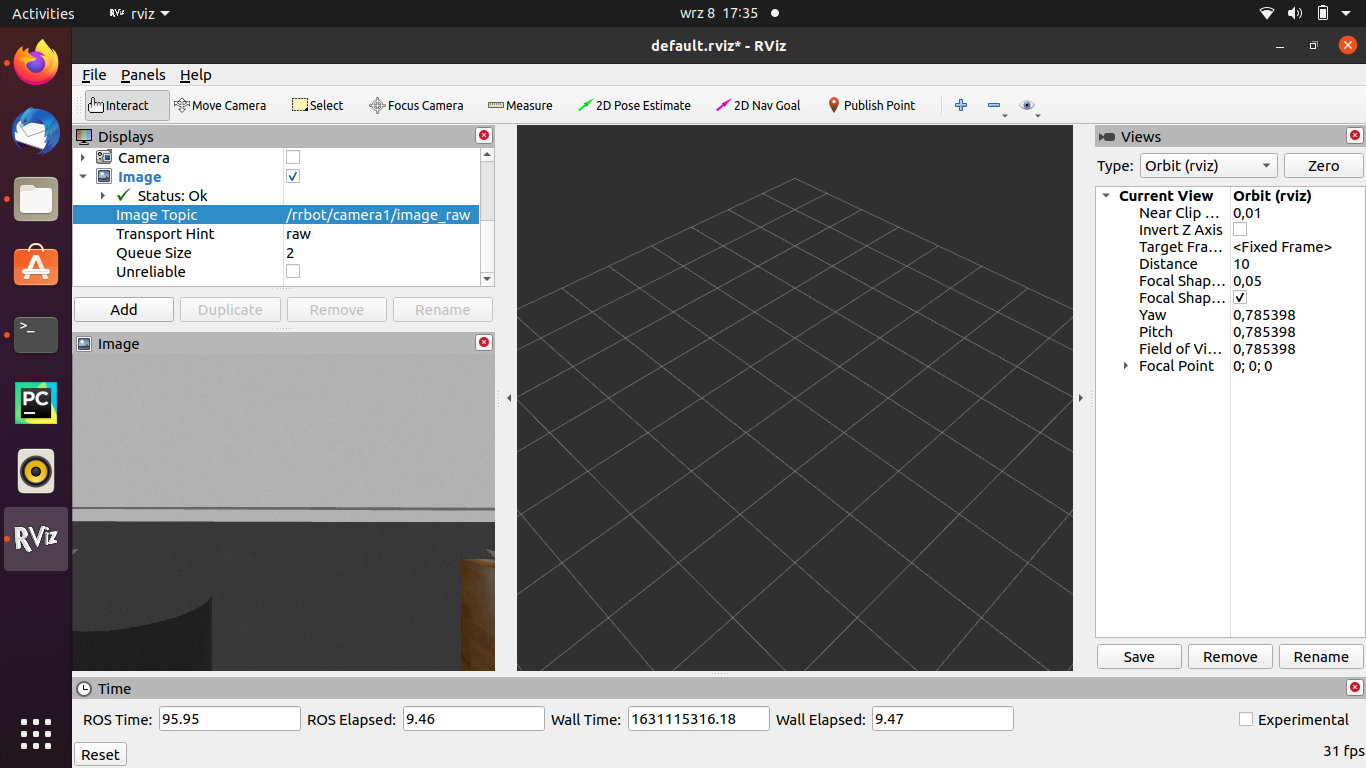 Activities RViz rviz wrz 8 17:35
default.rviz* - RViz
File Panels Help
Interact Move Camera Select Focus Camera Measure 2D Pose Estimate 2D Nav Goal Publish Point
Displays
Camera
Image
Status: Ok
Image Topic /rrbot/camera1/image_raw
Transport Hint raw
Queue Size 2
Unreliable
Add Duplicate Remove Rename
Image
Views
Type: Orbit (rviz) Zero
Current View Orbit (rviz)
Near Clip ... 0,01
Invert Z Axis
Target Fra... <Fixed Frame>
Distance 10
Focal Shap... 0,05
Focal Shap...
Yaw 0,785398
Pitch 0,785398
Field of Vi... 0,785398
Focal Point 0; 0; 0
Save Remove Rename
>_
PC
RViz
Time
ROS Time: 95.95 ROS Elapsed: 9.46 Wall Time: 1631115316.18 Wall Elapsed: 9.47 Experimental
Reset 31 fps